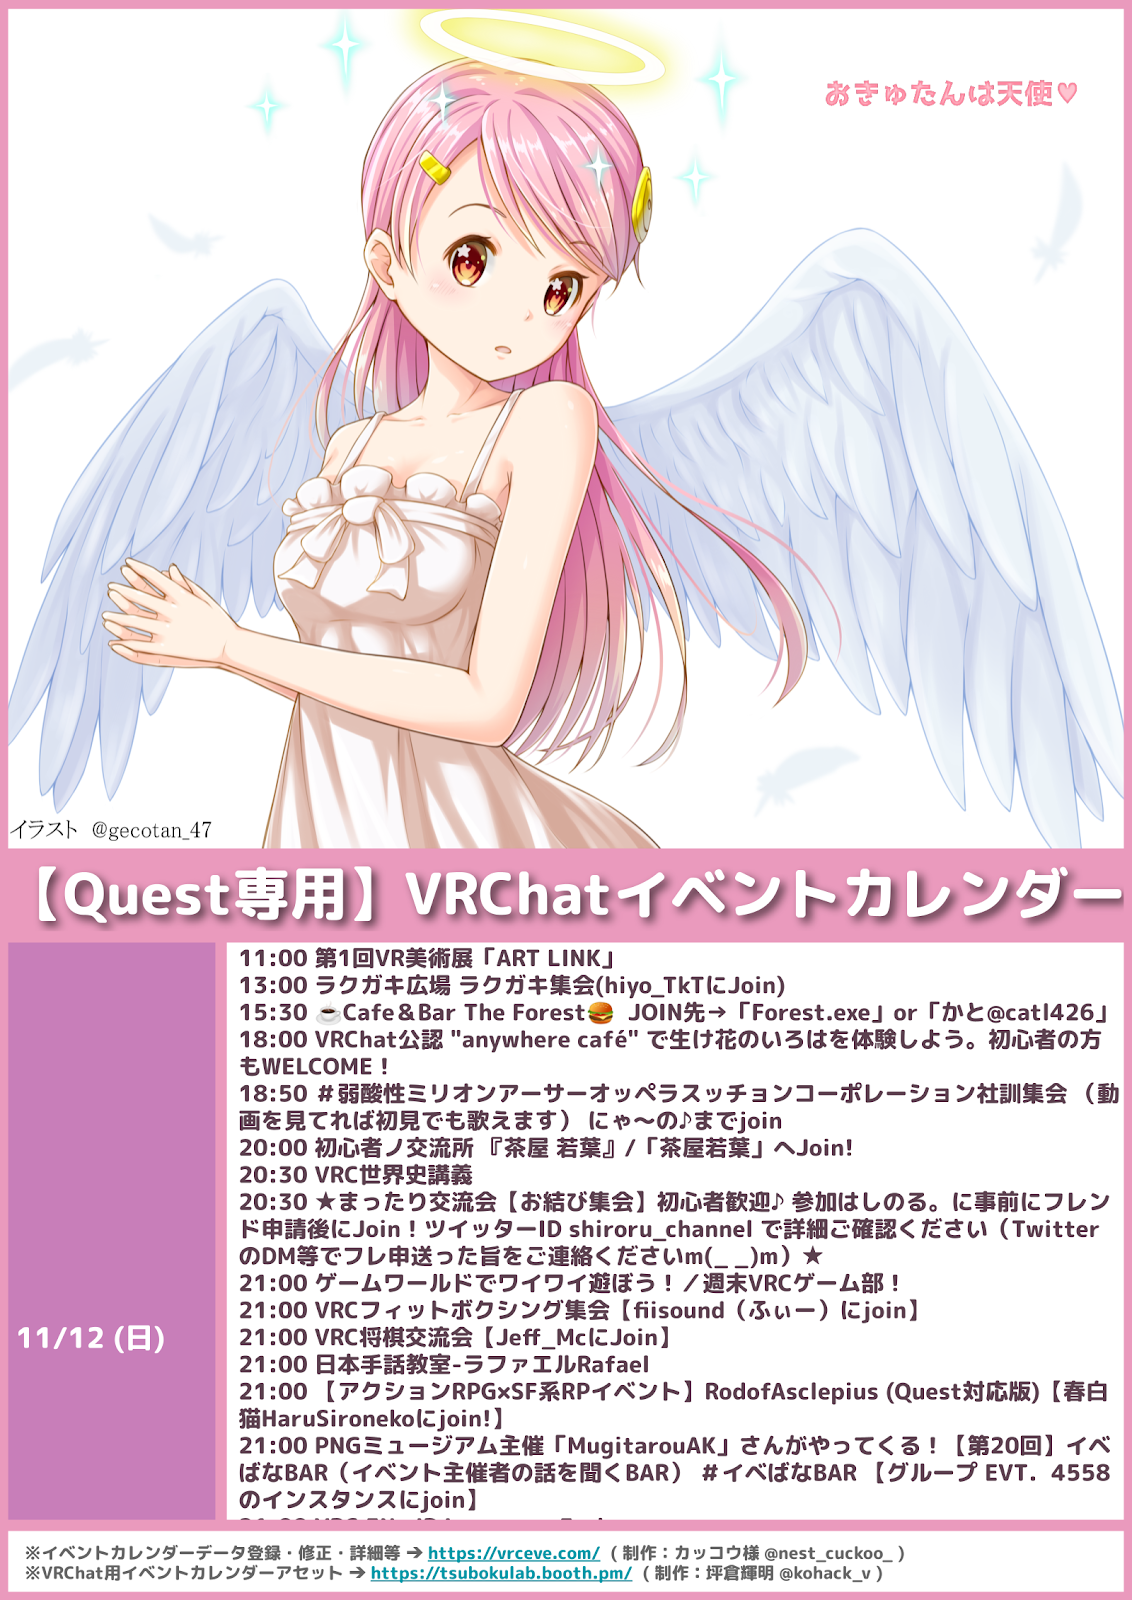 おきゅたんは天使♥
イラスト @gecotan_47
【Quest専用】VRChatイベントカレンダー
11/12 (日)
11:00 第1回VR美術展「ART LINK」
13:00 ラクガキ広場 ラクガキ集会(hiyo_TkTにJoin)
15:30 ☕Cafe＆Bar The Forest🍔 JOIN先→「Forest.exe」or「かと@catl426」
18:00 VRChat公認 "anywhere café" で生け花のいろはを体験しよう。初心者の方
もWELCOME！
18:50 ＃弱酸性ミリオンアーサーオッペラスッチョンコーポレーション社訓集会 （動
画を見てれば初見でも歌えます） にゃ〜の♪までjoin
20:00 初心者ノ交流所 『茶屋 若葉』/「茶屋若葉」へJoin!
20:30 VRC世界史講義
20:30 ★まったり交流会【お結び集会】初心者歓迎♪ 参加はしのる。に事前にフレン
ド申請後にJoin！ツイッターID shiroru_channel で詳細ご確認ください（Twitter
のDM等でフレ申送った旨をご連絡くださいm(_ _)m）★
21:00 ゲームワールドでワイワイ遊ぼう！／週末VRCゲーム部！
21:00 VRCフィットボクシング集会【fiisound（ふぃー）にjoin】
21:00 VRC将棋交流会【Jeff_McにJoin】
21:00 日本手話教室-ラファエルRafael
21:00 【アクションRPG×SF系RPイベント】RodofAsclepius (Quest対応版)【春白
猫HaruSironekoにjoin!】
21:00 PNGミュージアム主催「MugitarouAK」さんがやってくる！【第20回】イベ
ばなBAR（イベント主催者の話を聞くBAR） ＃イベばなBAR 【グループ EVT．4558
のインスタンスにjoin】
※イベントカレンダーデータ登録・修正・詳細等 ➔ https://vrceve.com/ ( 制作：カッコウ様 @nest_cuckoo_ )
※VRChat用イベントカレンダーアセット ➔ https://tsubokulab.booth.pm/ ( 制作：坪倉輝明 @kohack_v )